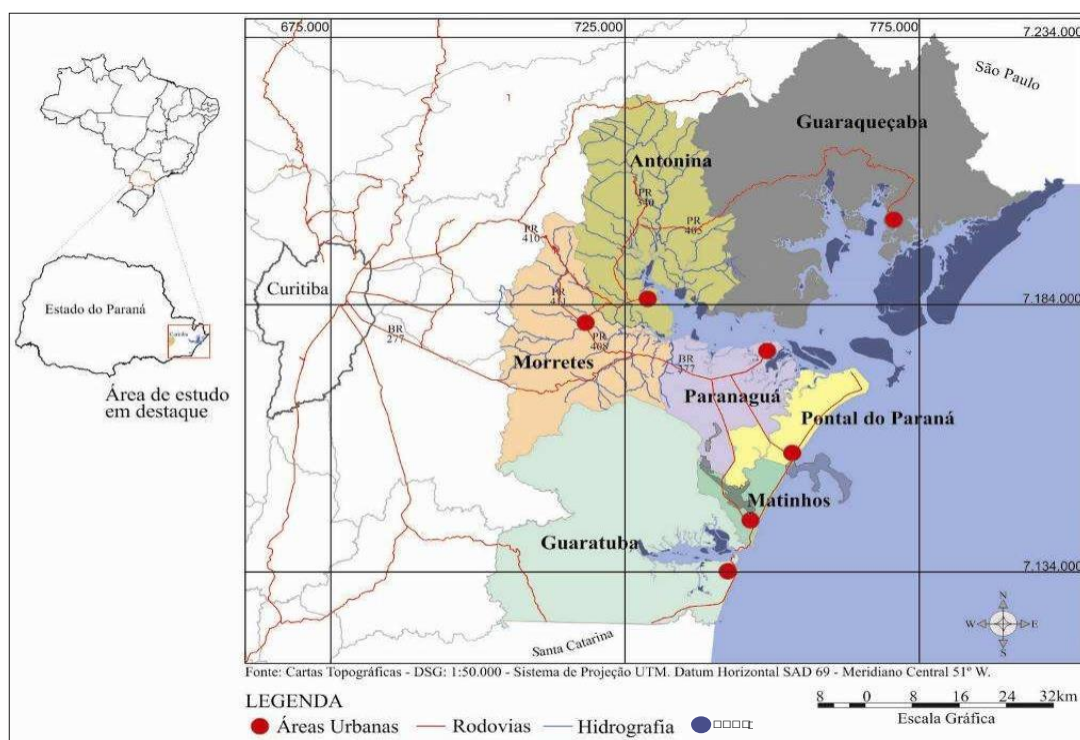 675.000
725.000
775.000
7.234.000
São Paulo
Guaraqueçaba
Antonina
PR
340
PR
405
PR
410
Curitiba
Estado do Paraná
Curitiba
7.184.000
PR
411
PR
408
BR
277
Morretes
BR
277
Paranaguá
Pontal do Paraná
Área de estudo
em destaque
Matinhos
Guaratuba
7.134.000
Santa Catarina
N
W
E
S
Fonte: Cartas Topográficas - DSG: 1:50.000 - Sistema de Projeção UTM. Datum Horizontal SAD 69 - Meridiano Central 51º W.
LEGENDA
Áreas Urbanas
Rodovias
Hidrografia
8 0 8 16 24 32km
Escala Gráfica